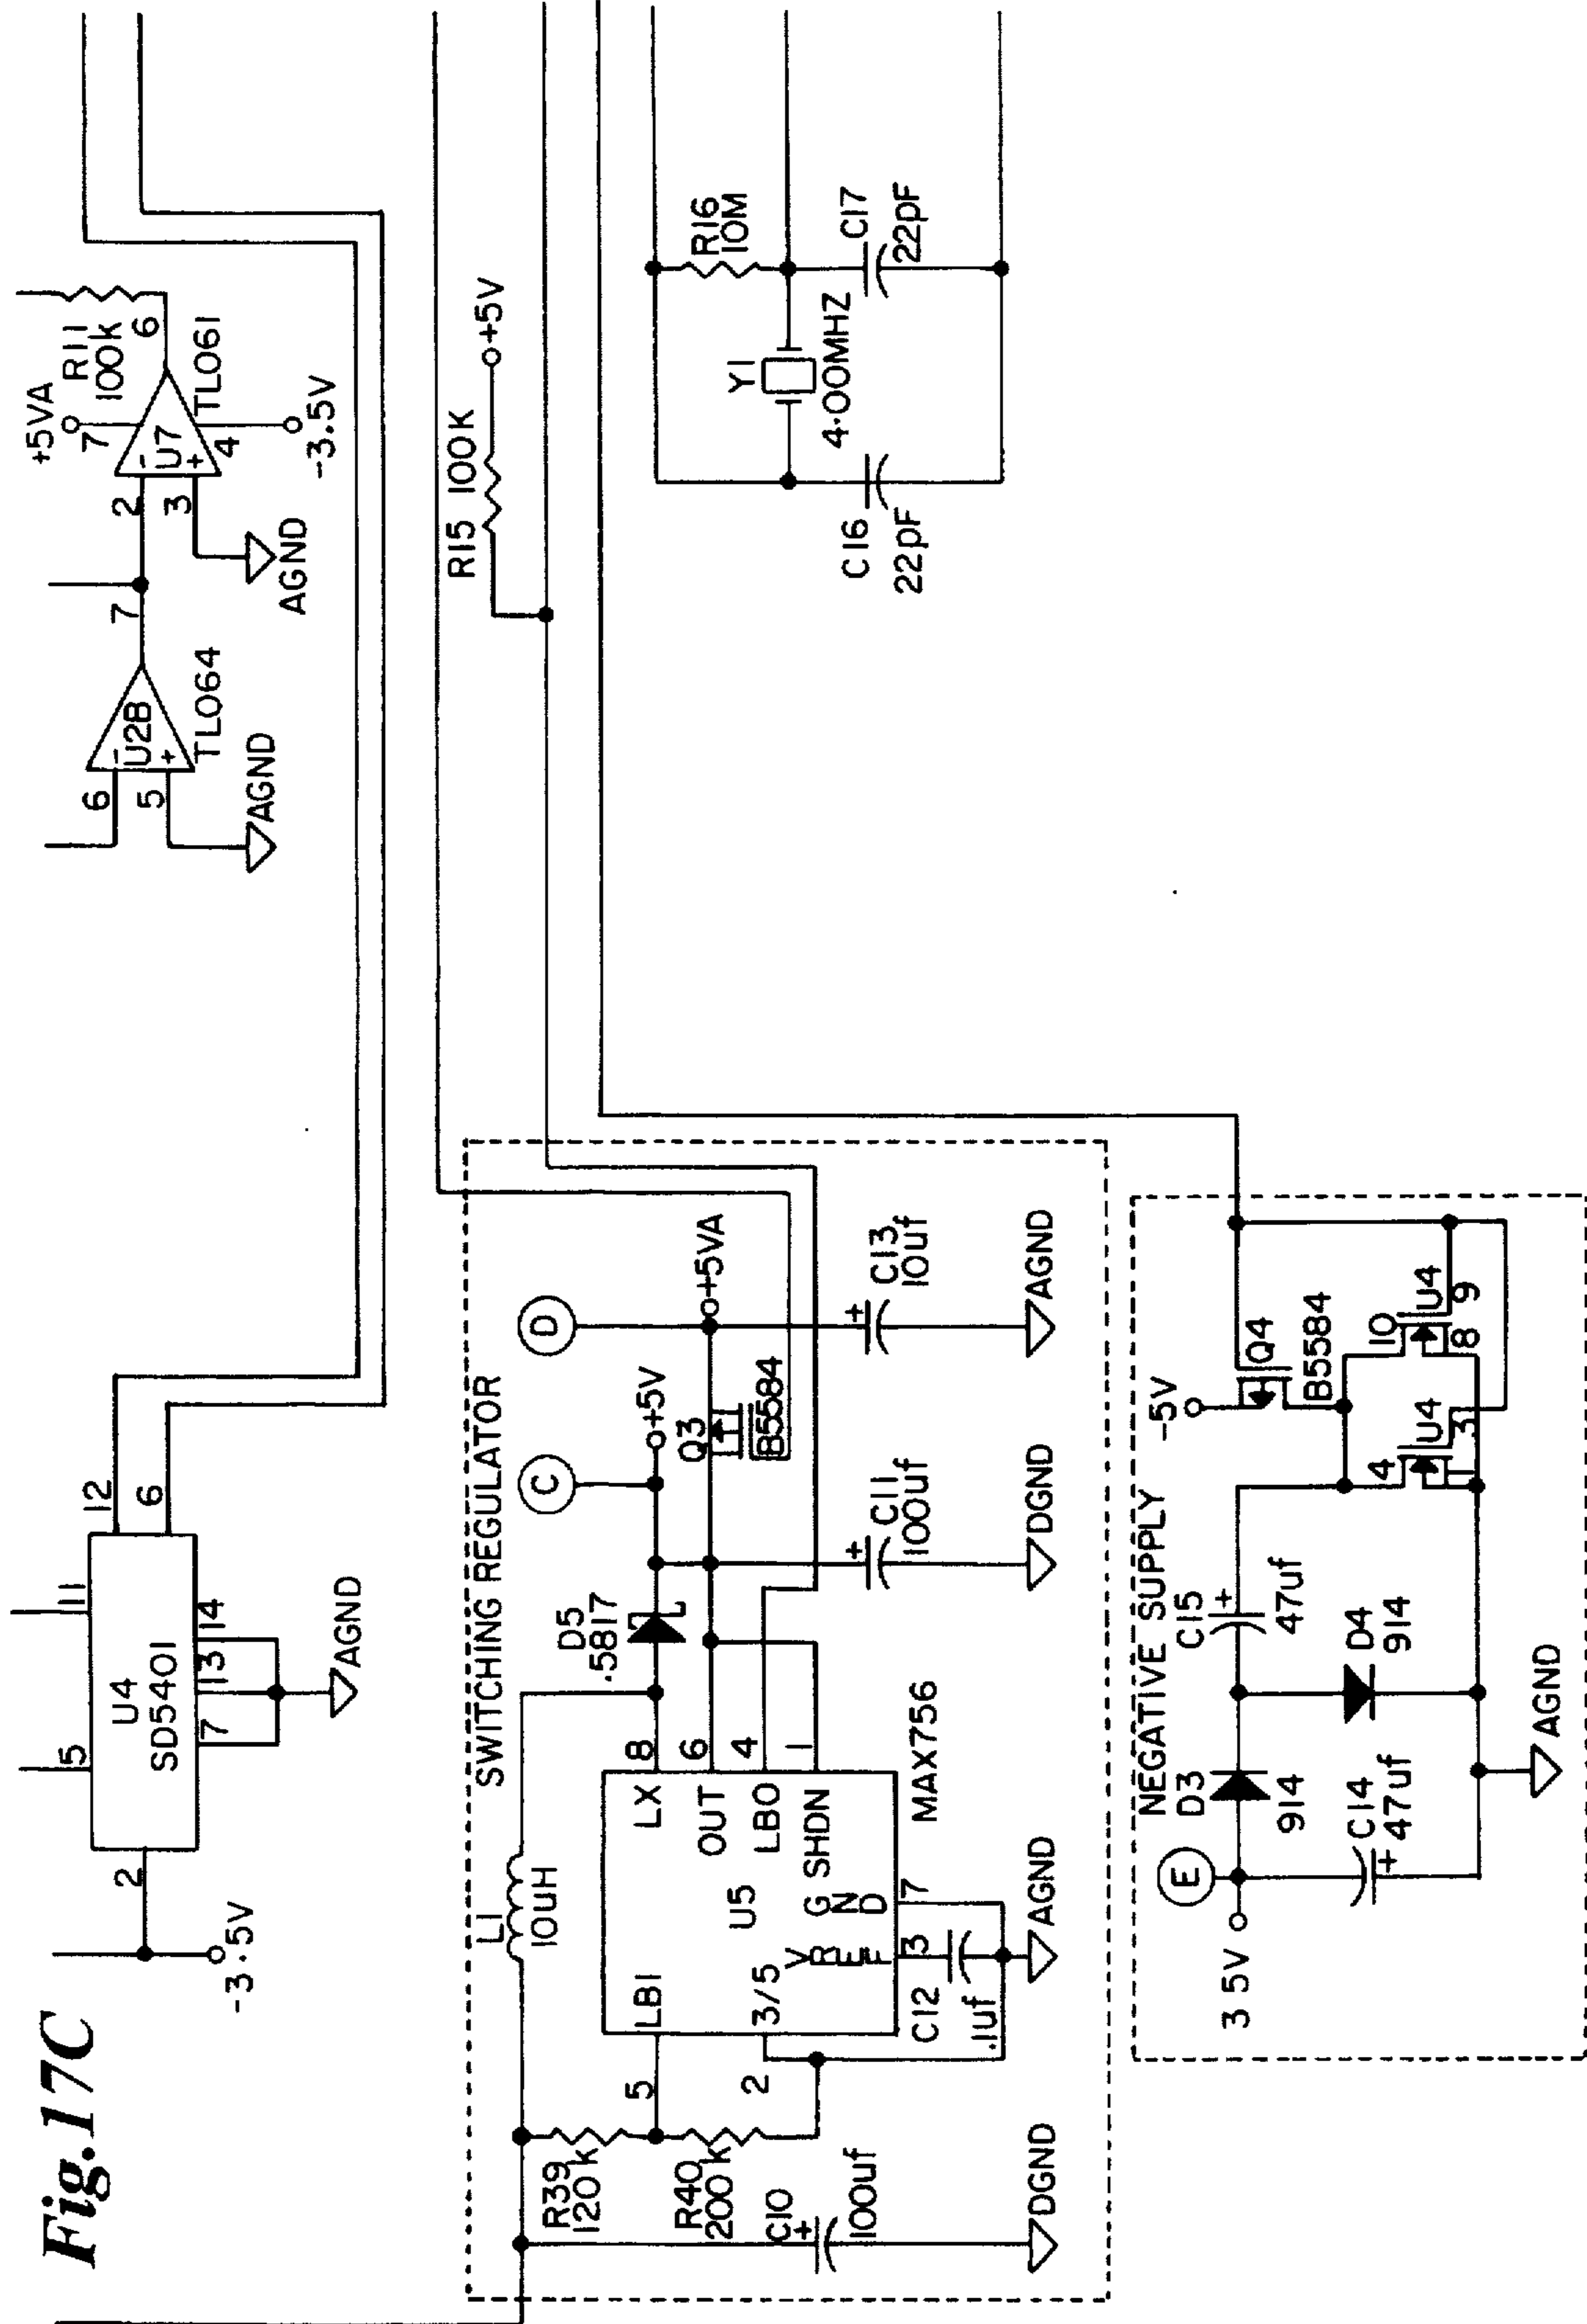 Fig.17C
2
-3.5V
5
11
U4
SD5401
7
13
14
12
6
AGND
6
5
-
U2B
+
TL064
AGND
7
2
3
-
U7
+
+5VA
7
4
R11
100k
6
TL061
-3.5V
AGND
SWITCHING REGULATOR
L1
10uH
R39
120k
R40
200k
C10
+
100uf
DGND
5
2
LBI
3/5
U5
V
R
E
F
G
N
D
LX
OUT
LBO
SHDN
8
6
4
1
3
7
MAX756
C12
.1uf
AGND
D5
.5817
C
+5V
Q3
B5584
D
+5VA
+
C11
100uf
DGND
+
C13
10uf
AGND
R15 100K
+5V
Y1
4.00MHZ
R16
10M
C16
22pF
C17
22pF
NEGATIVE SUPPLY
E
3 5V
D3
914
C14
47uf
+
C15
+
47uf
D4
914
AGND
-5V
Q4
B5584
4
U4
3
1
10
U4
9
8